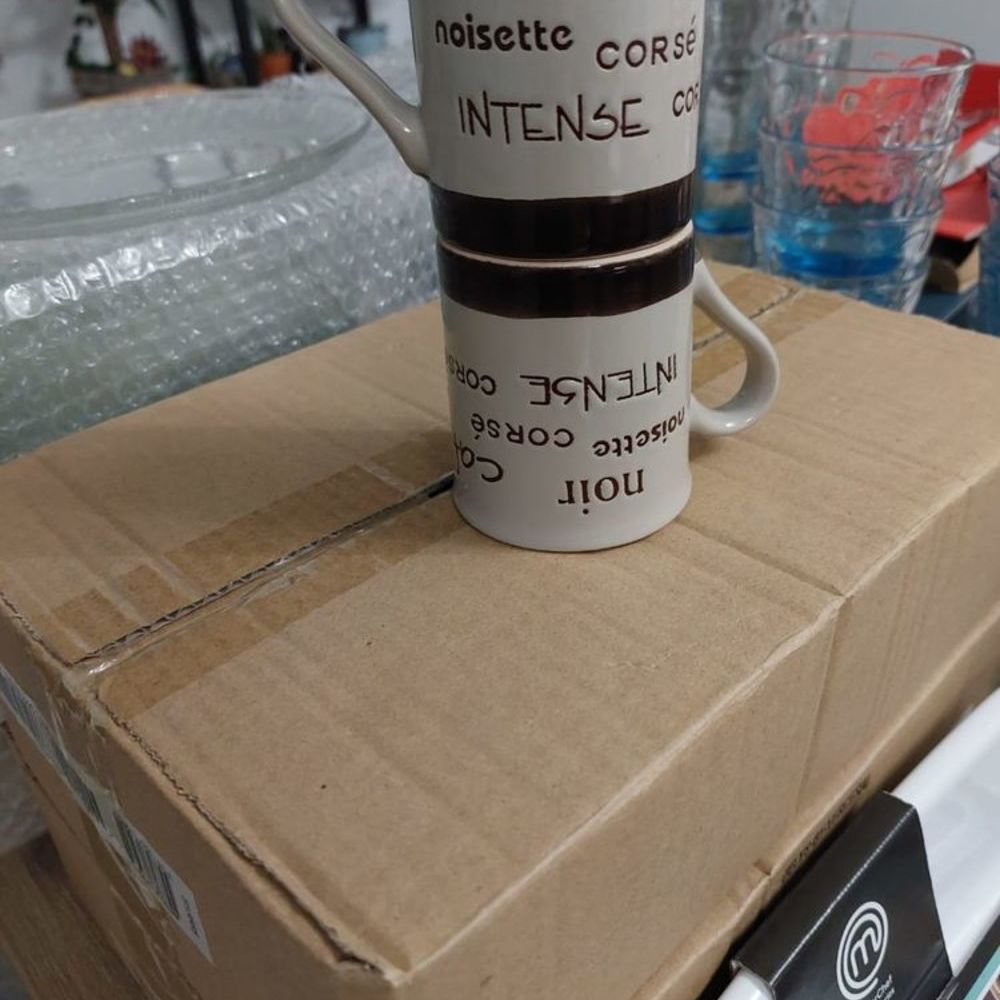 noisette CORSÉ
INTENSE
INTENSE
noisette CORSÉ
noir
m